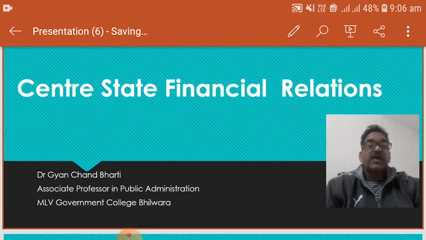 48% 9:06 am
Presentation (6) - Saving...
Centre State Financial Relations
Dr Gyan Chand Bharti
Associate Professor in Public Administration
MLV Government College Bhilwara